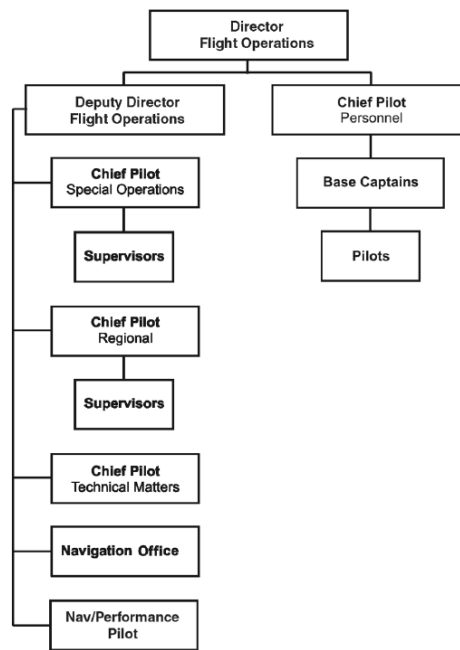 Director
Flight Operations
Deputy Director
Flight Operations
Chief Pilot
Personnel
Chief Pilot
Special Operations
Base Captains
Supervisors
Pilots
Chief Pilot
Regional
Supervisors
Chief Pilot
Technical Matters
Navigation Office
Nav/Performance
Pilot